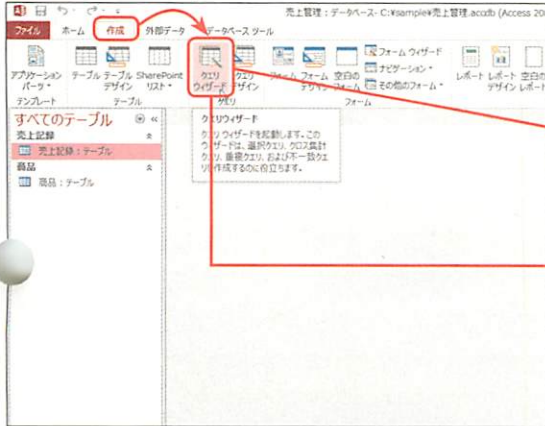 売上管理 : データベース- C:¥sample¥売上管理.accdb (Access 20
ファイル ホーム 作成 外部データ データベース ツール
アプリケーション パーツ
テーブル
テーブル デザイン
SharePoint リスト
クエリ ウィザード
クエリ デザイン
フォーム
フォーム デザイン
空白の フォーム
フォーム ウィザード
ナビゲーション
その他のフォーム
レポート
レポート デザイン
空白の レポート
テンプレート テーブル クエリ フォーム
すべてのテーブル
売上記録
売上記録 : テーブル
商品
商品 : テーブル
クエリ ウィザード
クエリ ウィザードを起動します。この
ウィザードは、選択クエリ、クロス集計
クエリ、重複クエリ、および不一致クエ
リを作成するのに役立ちます。